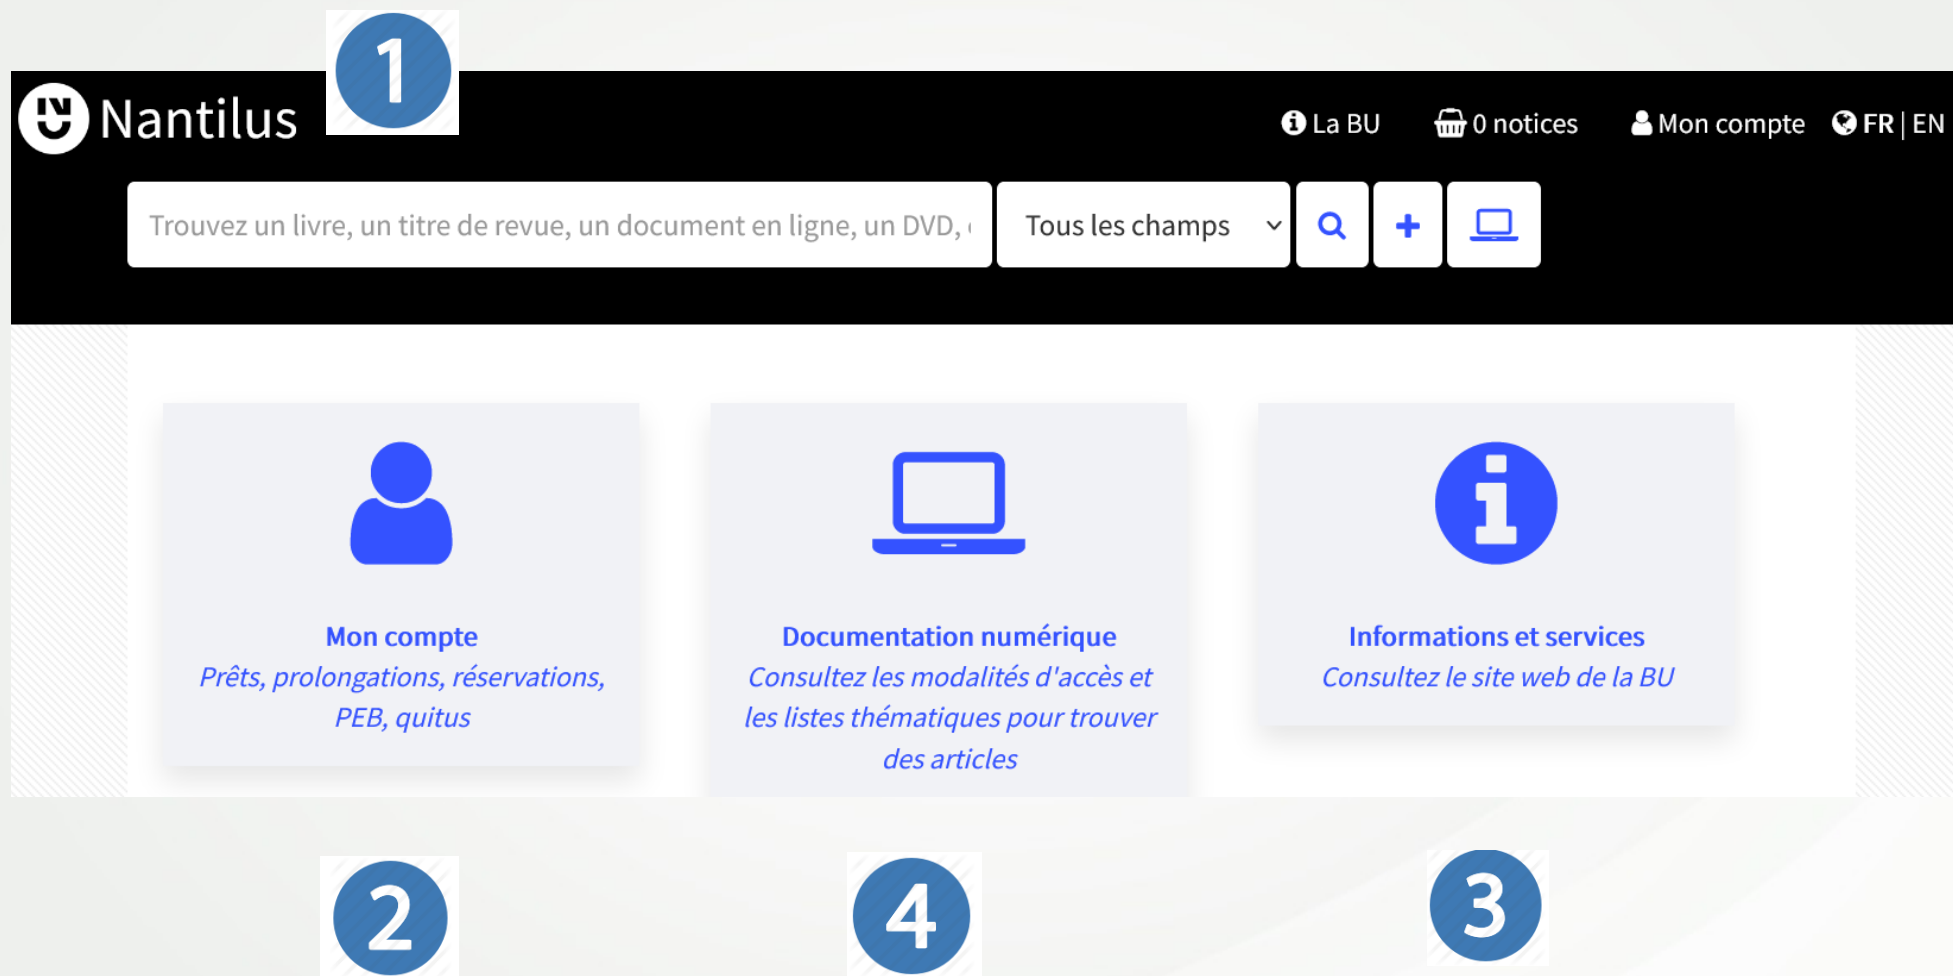 1
Nantilus
La BU
0 notices
Mon compte
FR | EN
Trouvez un livre, un titre de revue, un document en ligne, un DVD,
Tous les champs
Mon compte
Prêts, prolongations, réservations,
PEB, quitus
Documentation numérique
Consultez les modalités d'accès et
les listes thématiques pour trouver
des articles
Informations et services
Consultez le site web de la BU
2
4
3